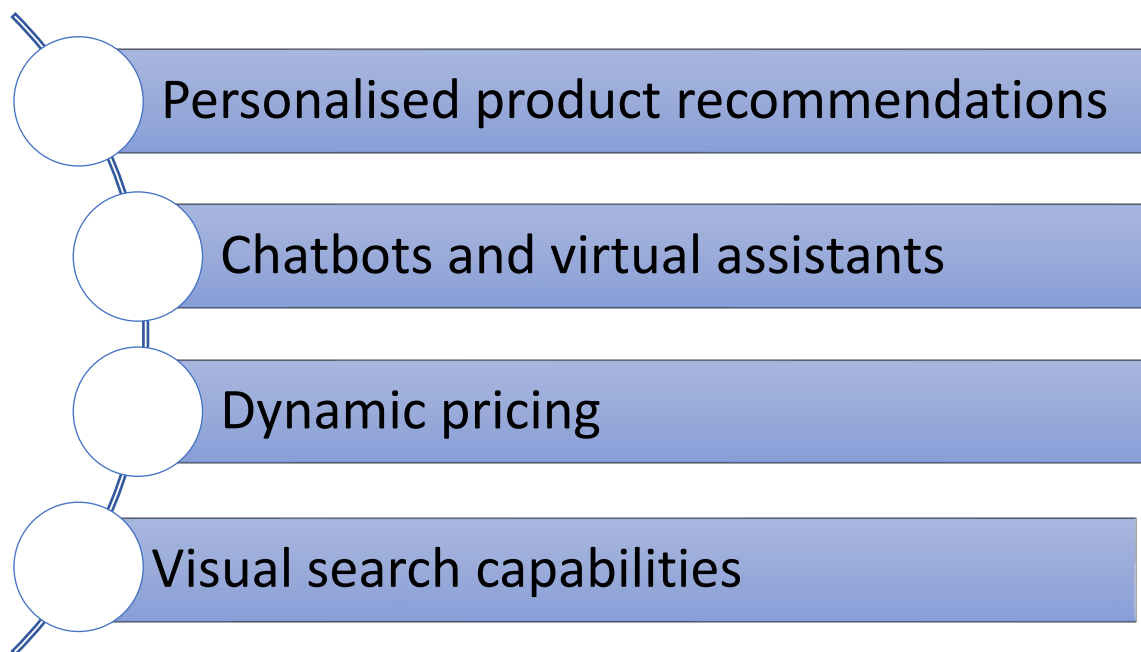 Personalised product recommendations
Chatbots and virtual assistants
Dynamic pricing
Visual search capabilities